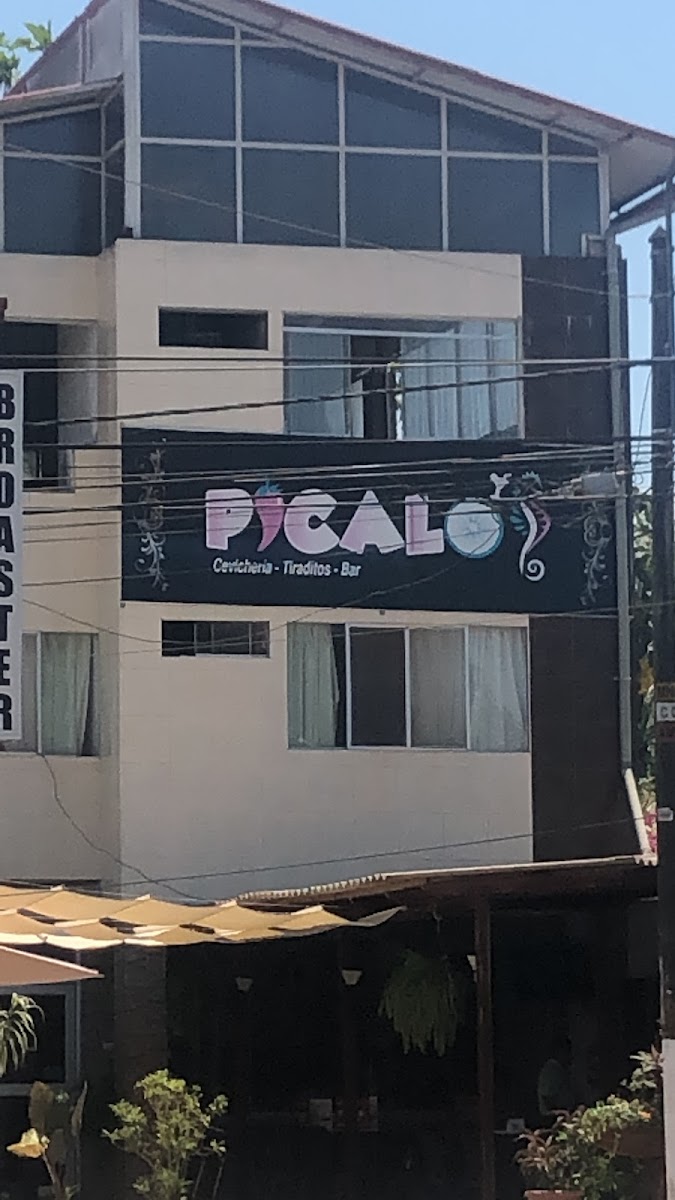 BROASTER
PICALO
Cevicheria - Tiraditos - Bar